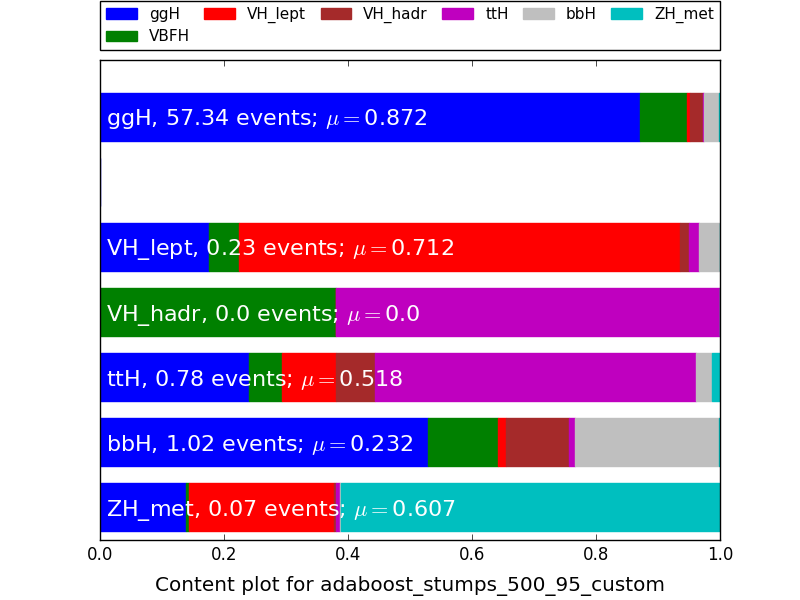 ggH VH_lept VH_hadr ttH bbH ZH_met
VBFH
ggH, 57.34 events; μ = 0.872
VH_lept, 0.23 events; μ = 0.712
VH_hadr, 0.0 events; μ = 0.0
ttH, 0.78 events; μ = 0.518
bbH, 1.02 events; μ = 0.232
ZH_met, 0.07 events; μ = 0.607
0.0 0.2 0.4 0.6 0.8 1.0
Content plot for adaboost_stumps_500_95_custom